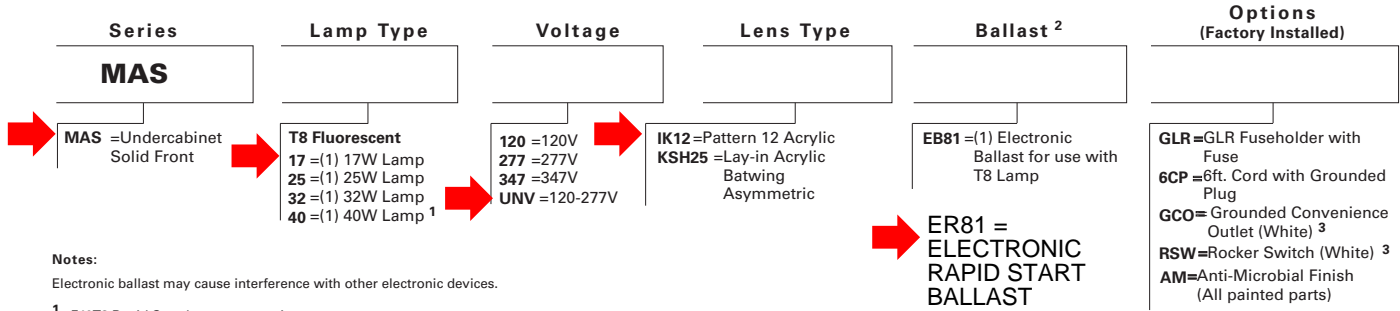 Series
MAS
MAS =Undercabinet
Solid Front
Lamp Type
T8 Fluorescent
17 =(1) 17W Lamp
25 =(1) 25W Lamp
32 =(1) 32W Lamp
40 =(1) 40W Lamp 1
Voltage
120 =120V
277 =277V
347 =347V
UNV =120-277V
Lens Type
IK12 =Pattern 12 Acrylic
KSH25 =Lay-in Acrylic
Batwing
Asymmetric
Ballast 2
EB81 =(1) Electronic
Ballast for use with
T8 Lamp
ER81 =
ELECTRONIC
RAPID START
BALLAST
Options
(Factory Installed)
GLR=GLR Fuseholder with
Fuse
6CP =6ft. Cord with Grounded
Plug
GCO= Grounded Convenience
Outlet (White) 3
RSW=Rocker Switch (White) 3
AM=Anti-Microbial Finish
(All painted parts)
Notes:
Electronic ballast may cause interference with other electronic devices.
1